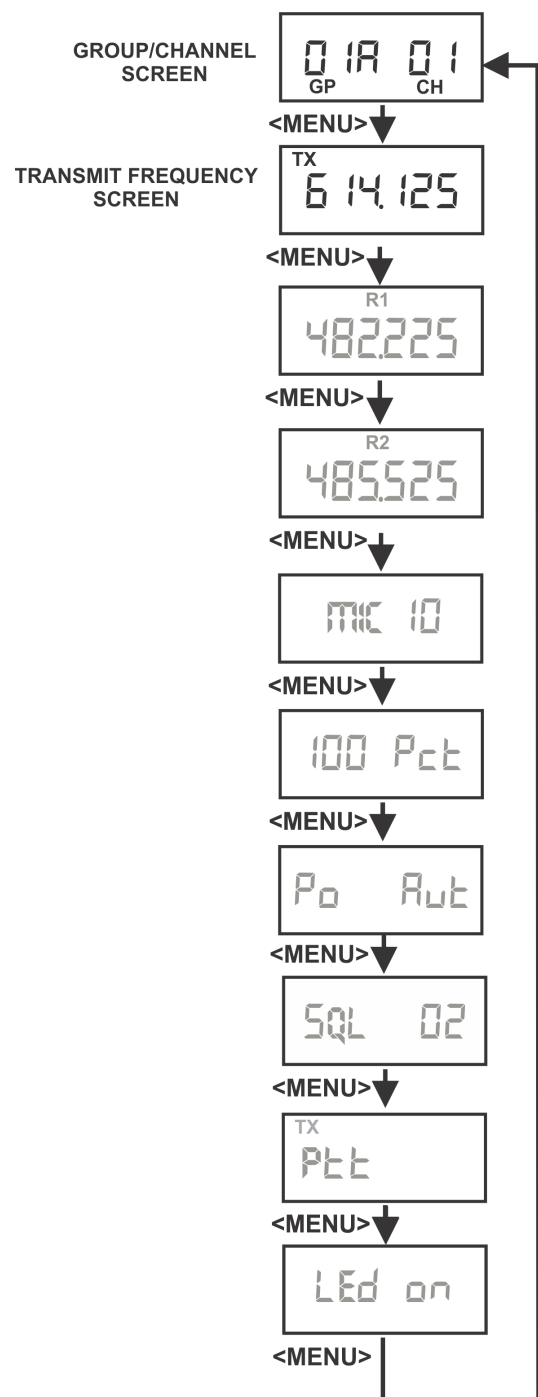 GROUP/CHANNEL
SCREEN
01A 01
GP CH
<MENU>
TRANSMIT FREQUENCY
SCREEN
TX
614.125
<MENU>
R1
482.225
<MENU>
R2
485.525
<MENU>
MIC 10
<MENU>
100 Pct
<MENU>
Po Aut
<MENU>
SQL 02
<MENU>
TX
Ptt
<MENU>
LEd on
<MENU>